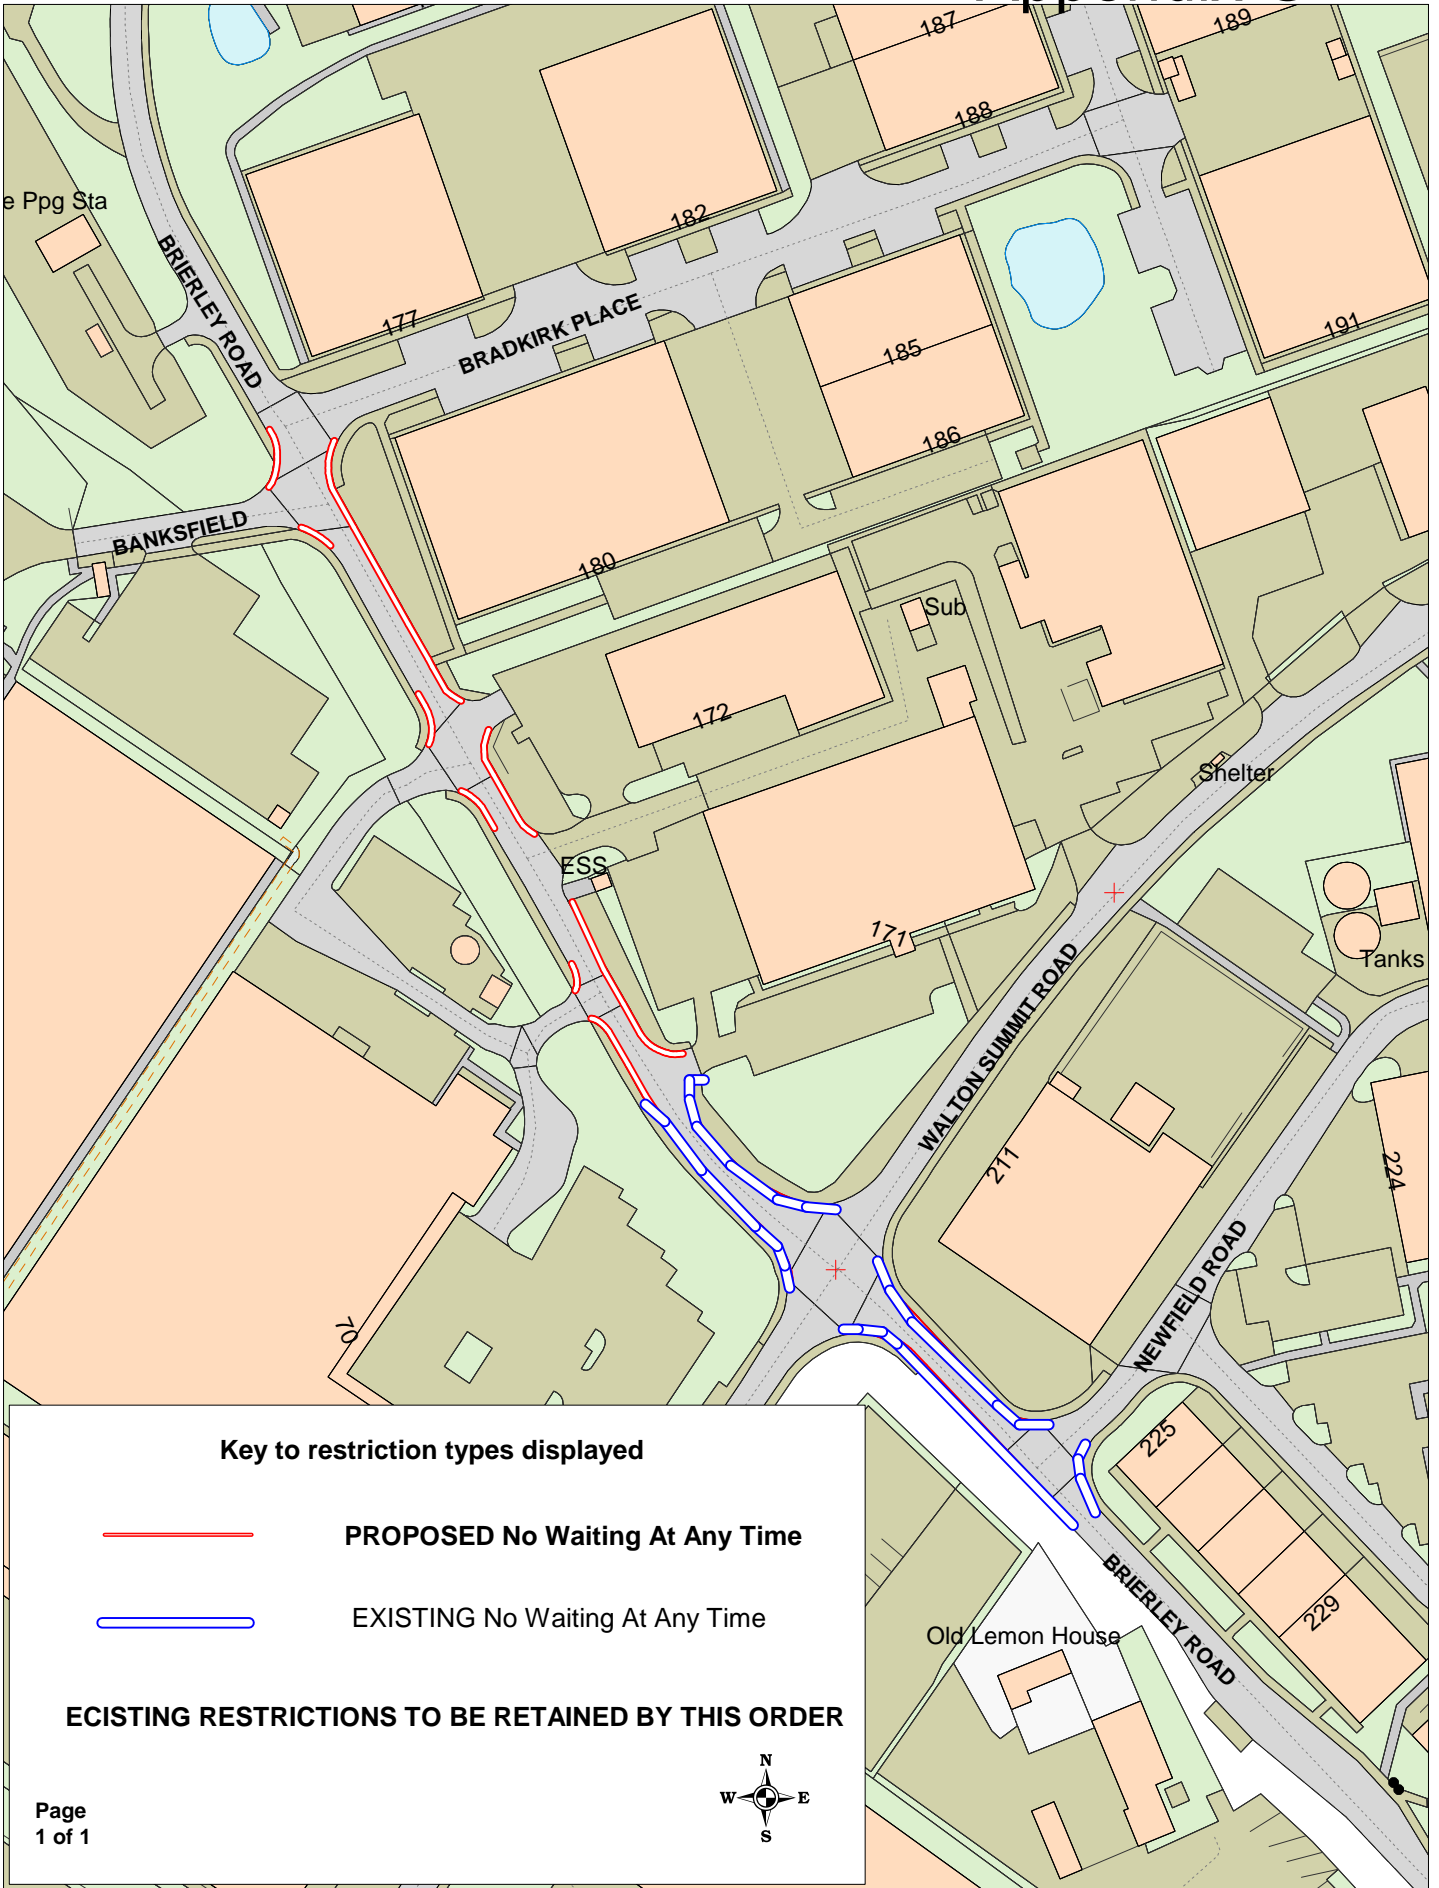 187
189
188
e Ppg Sta
182
BRIERLEY ROAD
177
BRADKIRK PLACE
191
185
186
BANKSFIELD
180
Sub
172
Shelter
ESS
171
Tanks
WALTON SUMMIT ROAD
211
224
NEWFIELD ROAD
70
225
Key to restriction types displayed
PROPOSED No Waiting At Any Time
BRIERLEY ROAD
EXISTING No Waiting At Any Time
229
Old Lemon House
ECISTING RESTRICTIONS TO BE RETAINED BY THIS ORDER
N
W E
S
Page
1 of 1